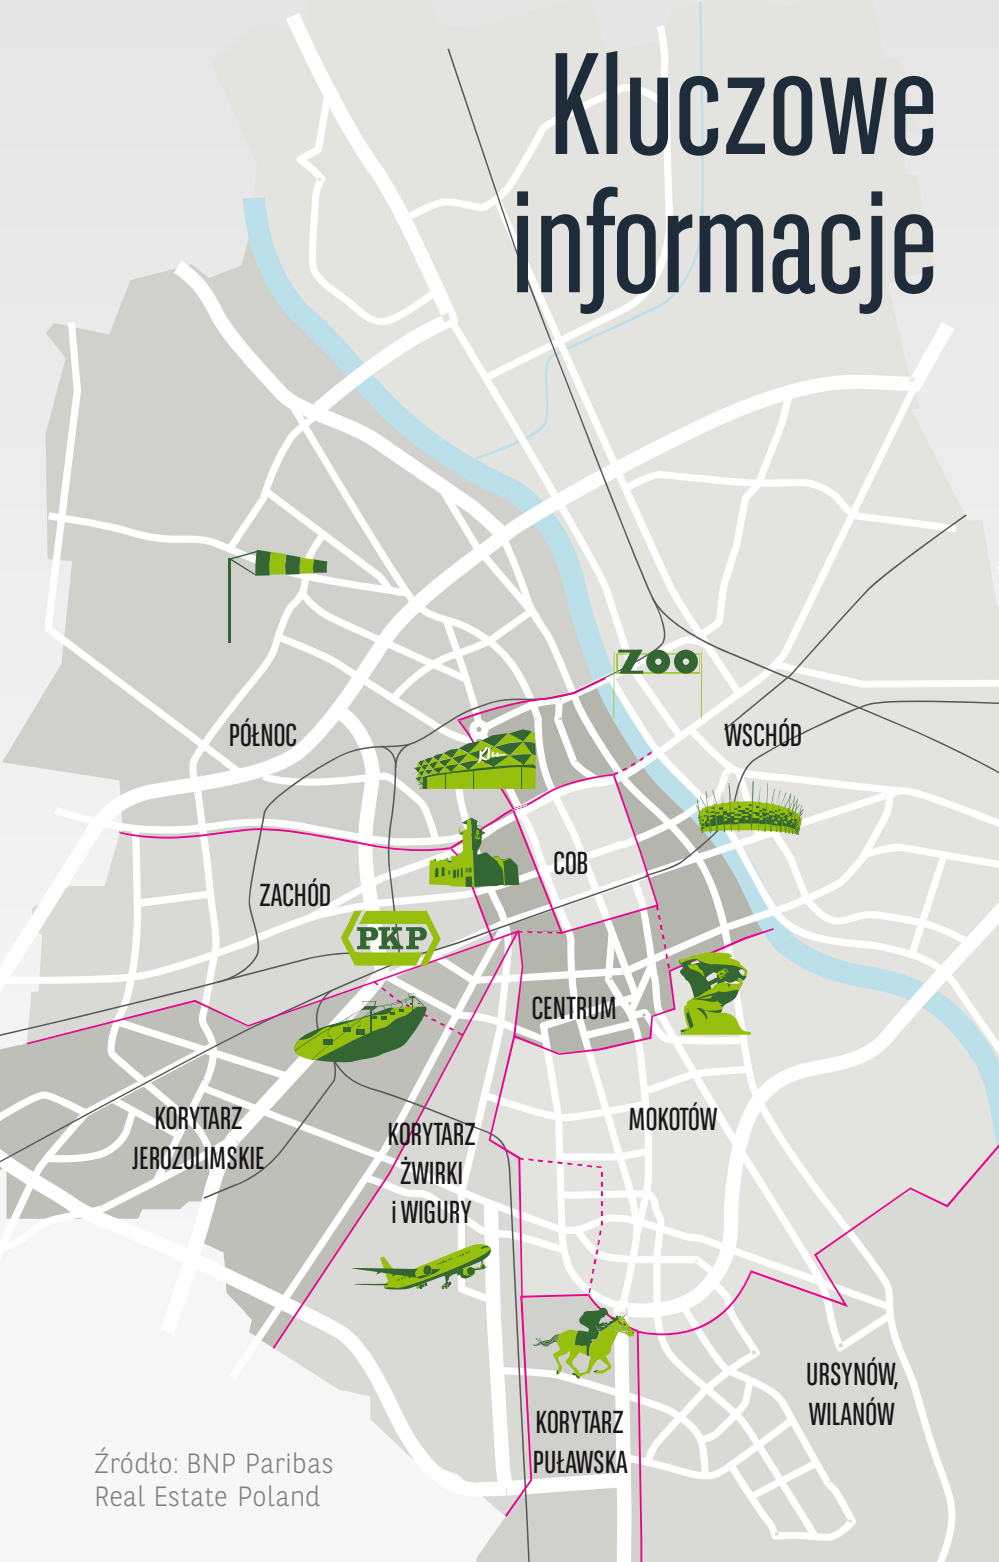 Kluczowe
informacje
ZOO
PÓŁNOC
WSCHÓD
COB
ZACHÓD
PKP
CENTRUM
KORYTARZ
JEROZOLIMSKIE
KORYTARZ
ŻWIRKI
i WIGURY
MOKOTÓW
URSYNÓW,
WILANÓW
KORYTARZ
PUŁAWSKA
Źródło: BNP Paribas
Real Estate Poland